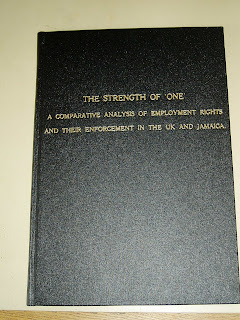 THE STRENGTH OF 'ONE'
A COMPARATIVE ANALYSIS OF EMPLOYMENT RIGHTS
AND THEIR ENFORCEMENT IN THE UK AND JAMAICA.